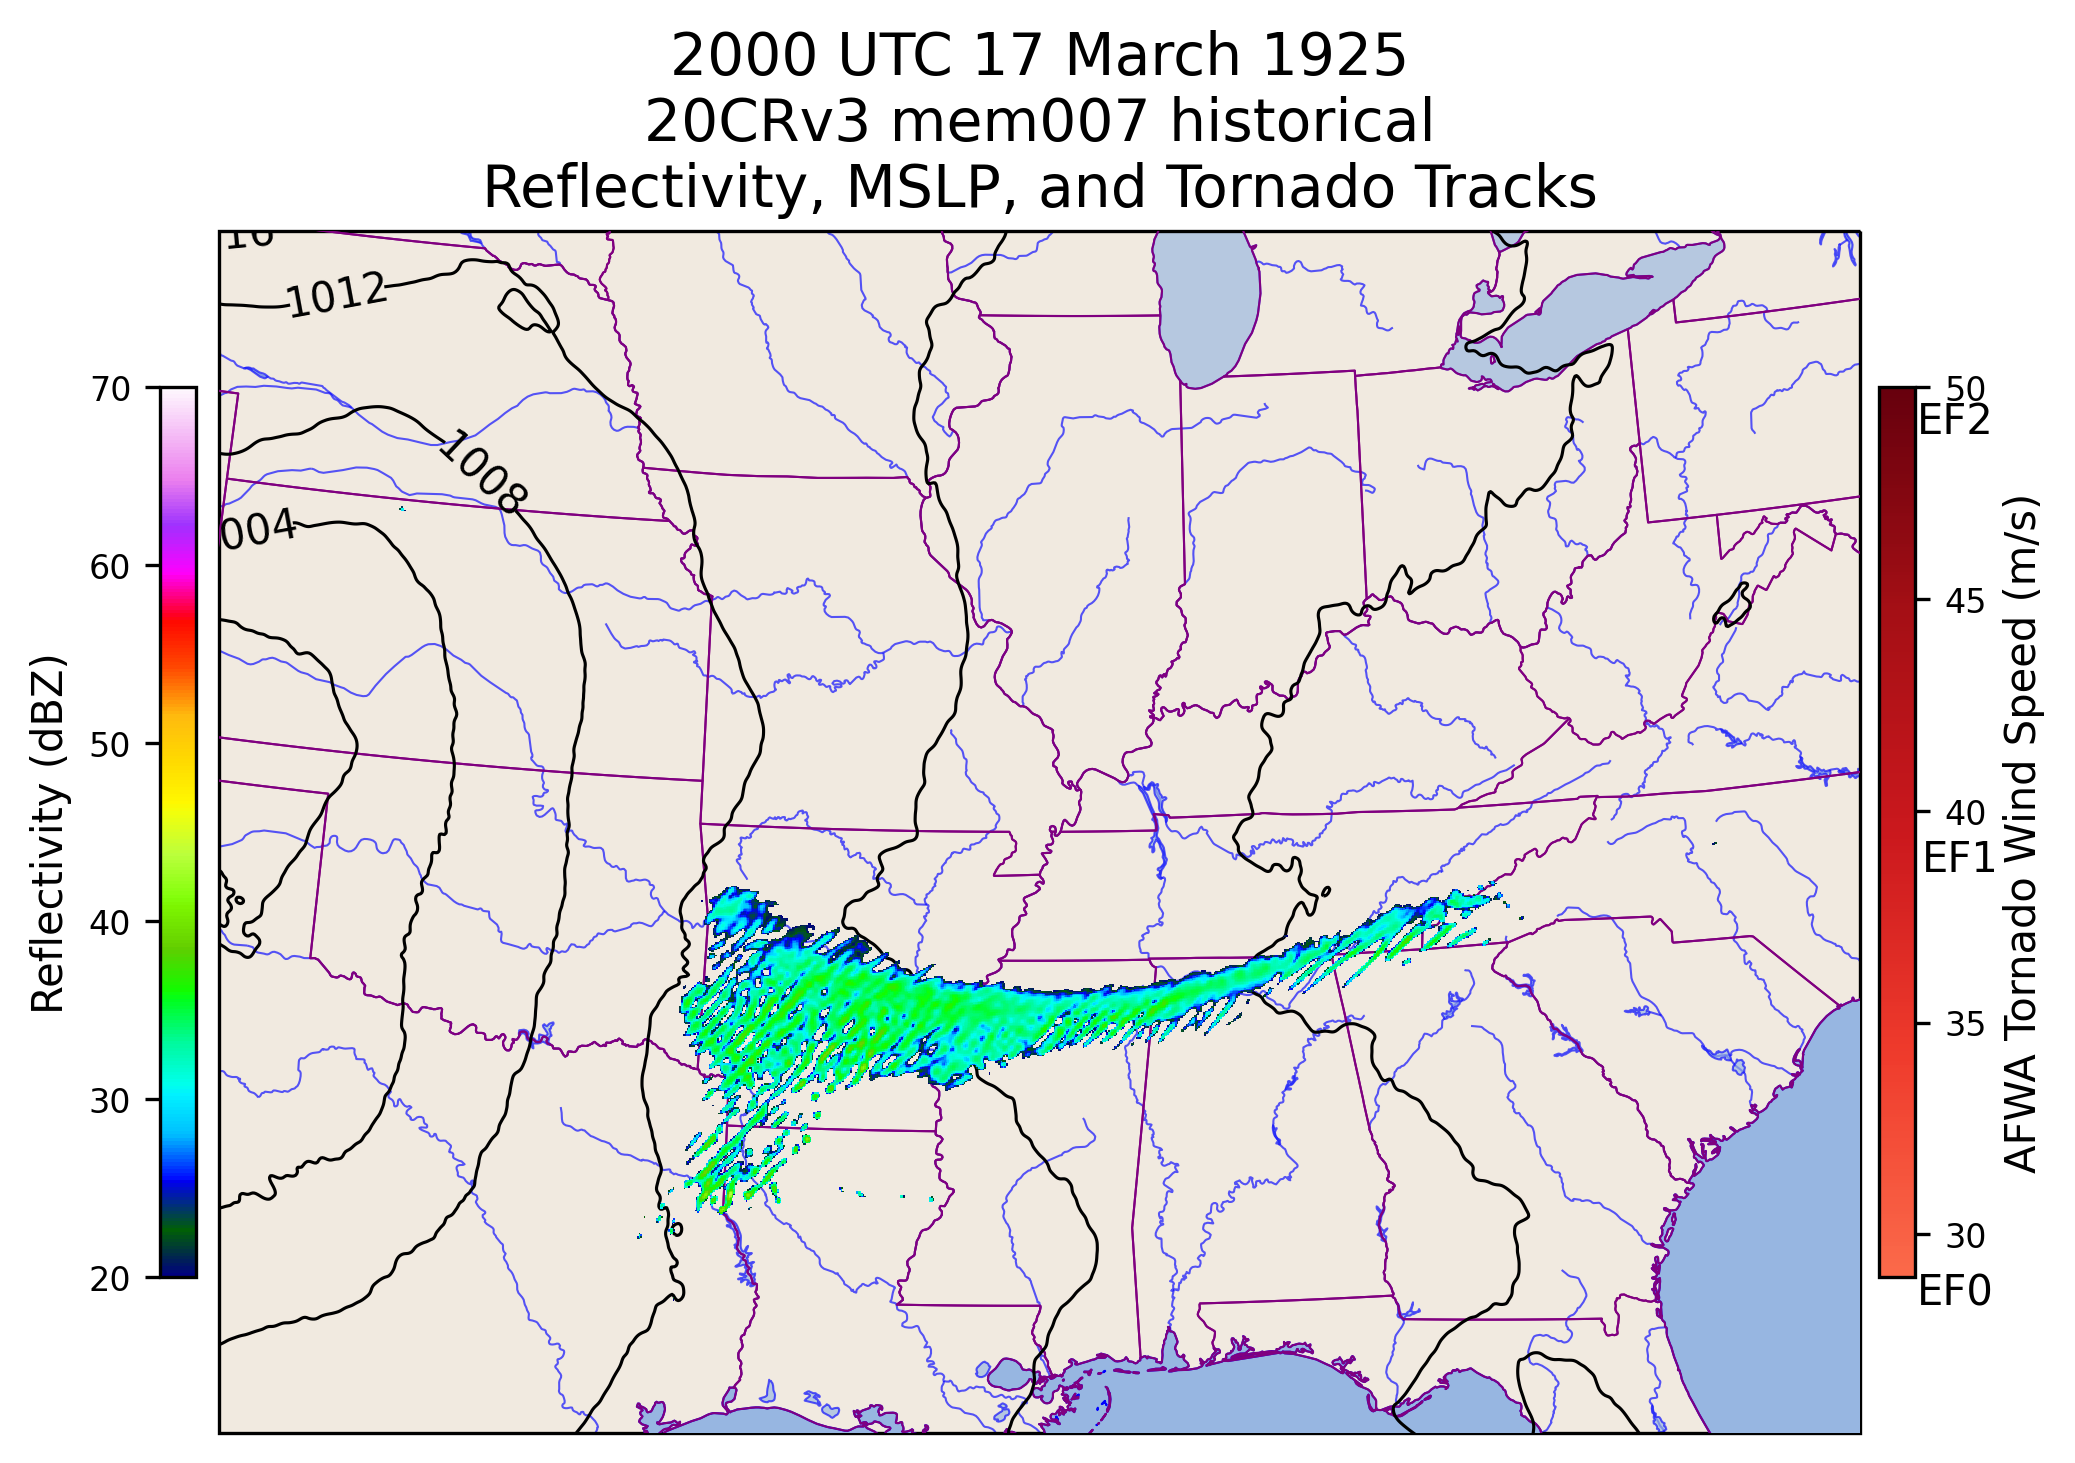 2000 UTC 17 March 1925
20CRv3 mem007 historical
Reflectivity, MSLP, and Tornado Tracks
16
1012
1008
004
70
60
50
40
30
20
Reflectivity (dBZ)
50
EF2
45
40
EF1
35
30
EF0
AFWA Tornado Wind Speed (m/s)